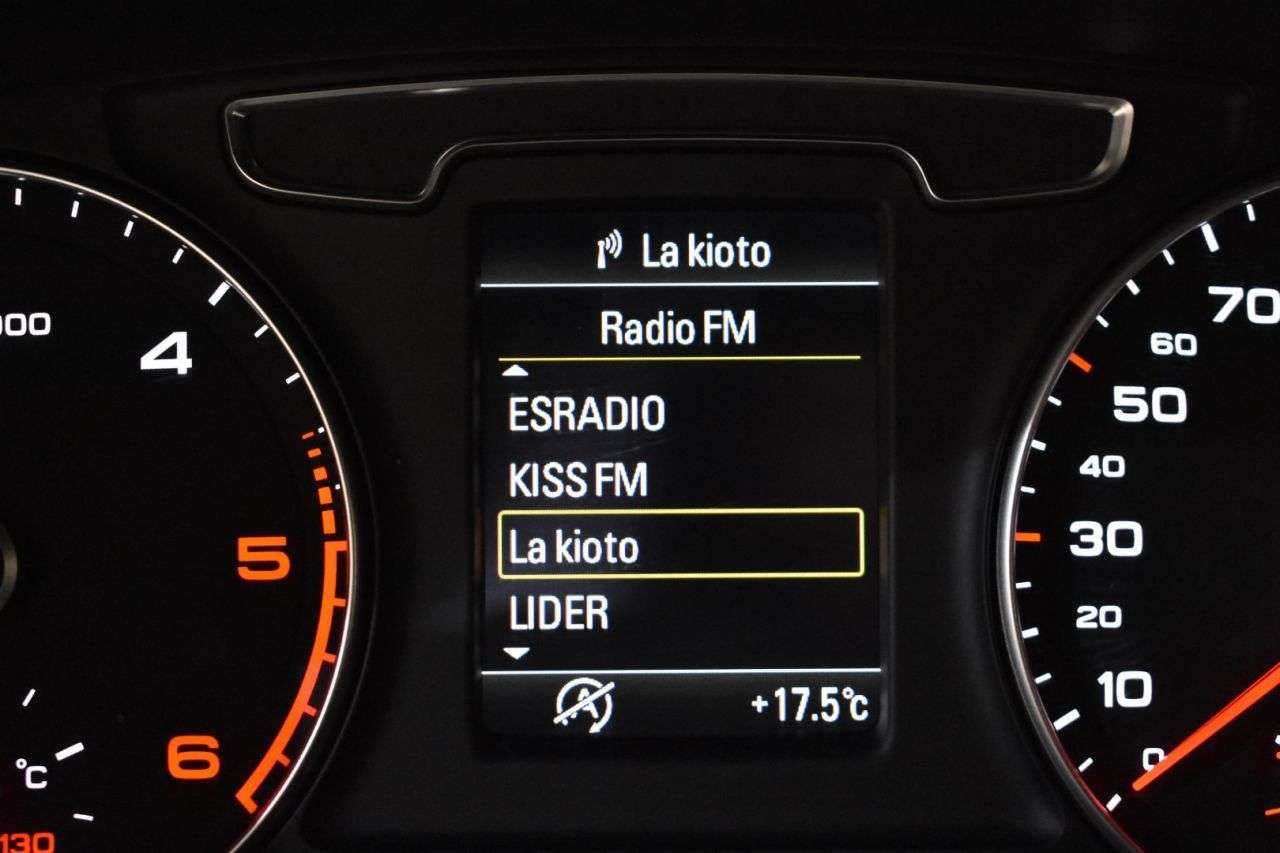 La kioto
Radio FM
ESRADIO
KISS FM
La kioto
LIDER
A
+17.5°C
4
5
6
°C
130
70
60
50
40
30
20
10
0